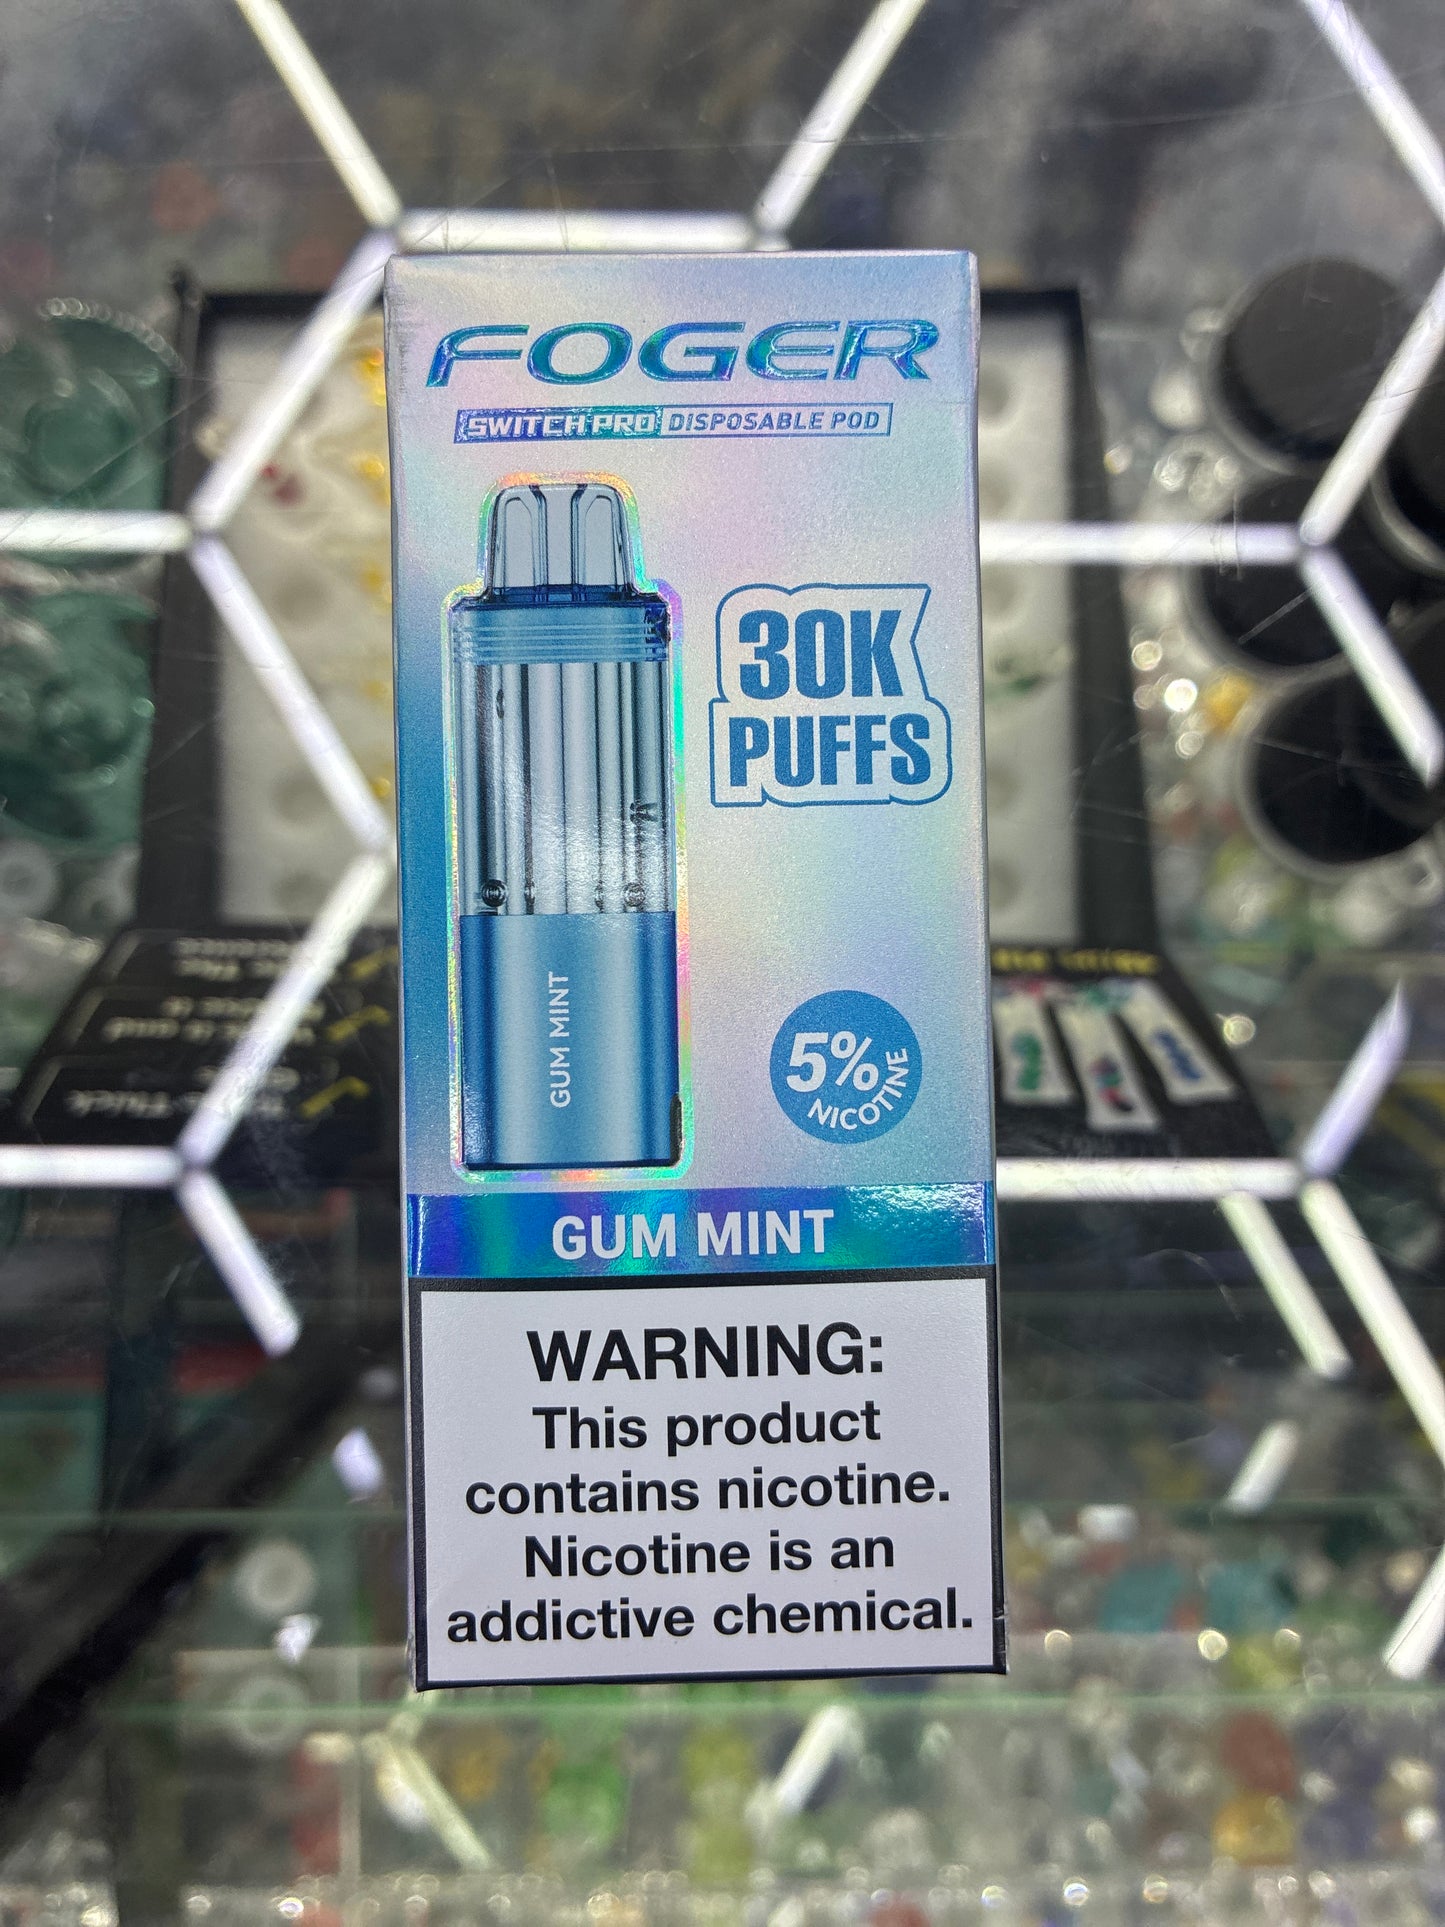 FOGER
SWITCH PRO DISPOSABLE POD
30K
PUFFS
GUM MINT
5%
NICOTINE
GUM MINT
WARNING:
This product
contains nicotine.
Nicotine is an
addictive chemical.